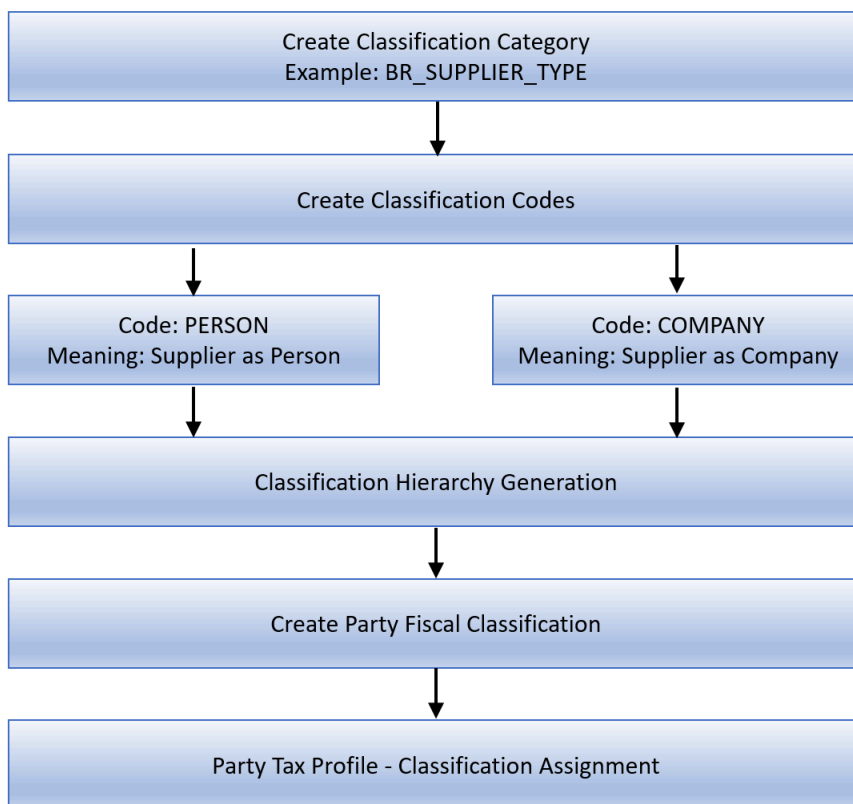 Create Classification Category
Example: BR_SUPPLIER_TYPE
Create Classification Codes
Code: PERSON
Meaning: Supplier as Person
Code: COMPANY
Meaning: Supplier as Company
Classification Hierarchy Generation
Create Party Fiscal Classification
Party Tax Profile - Classification Assignment